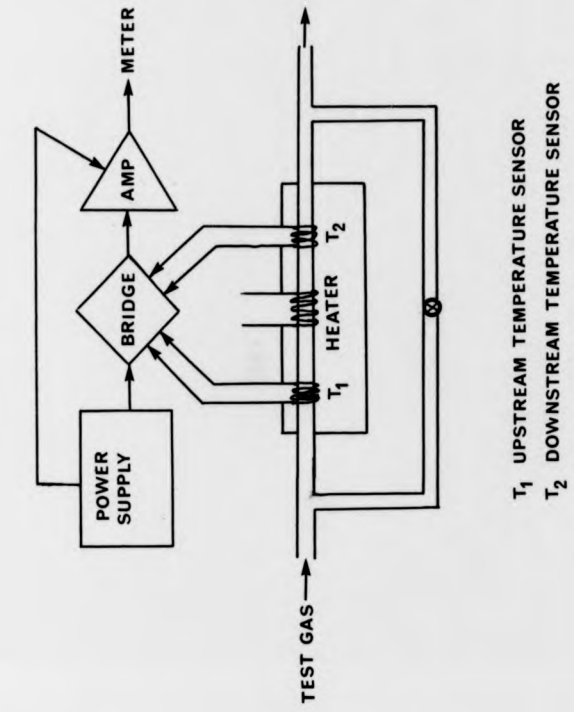 POWER
SUPPLY
BRIDGE
AMP
METER
T1
HEATER
T2
TEST GAS
T1 UPSTREAM TEMPERATURE SENSOR
T2 DOWNSTREAM TEMPERATURE SENSOR